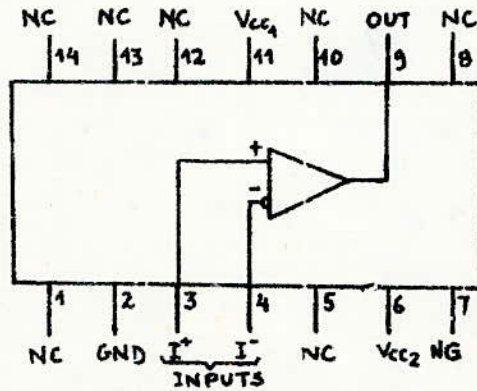 NC NC NC Vcc1 NC OUT NC
14 13 12 11 10 9 8
+
-
1 2 3 4 5 6 7
NC GND I+ I- NC Vcc2 NG
INPUTS